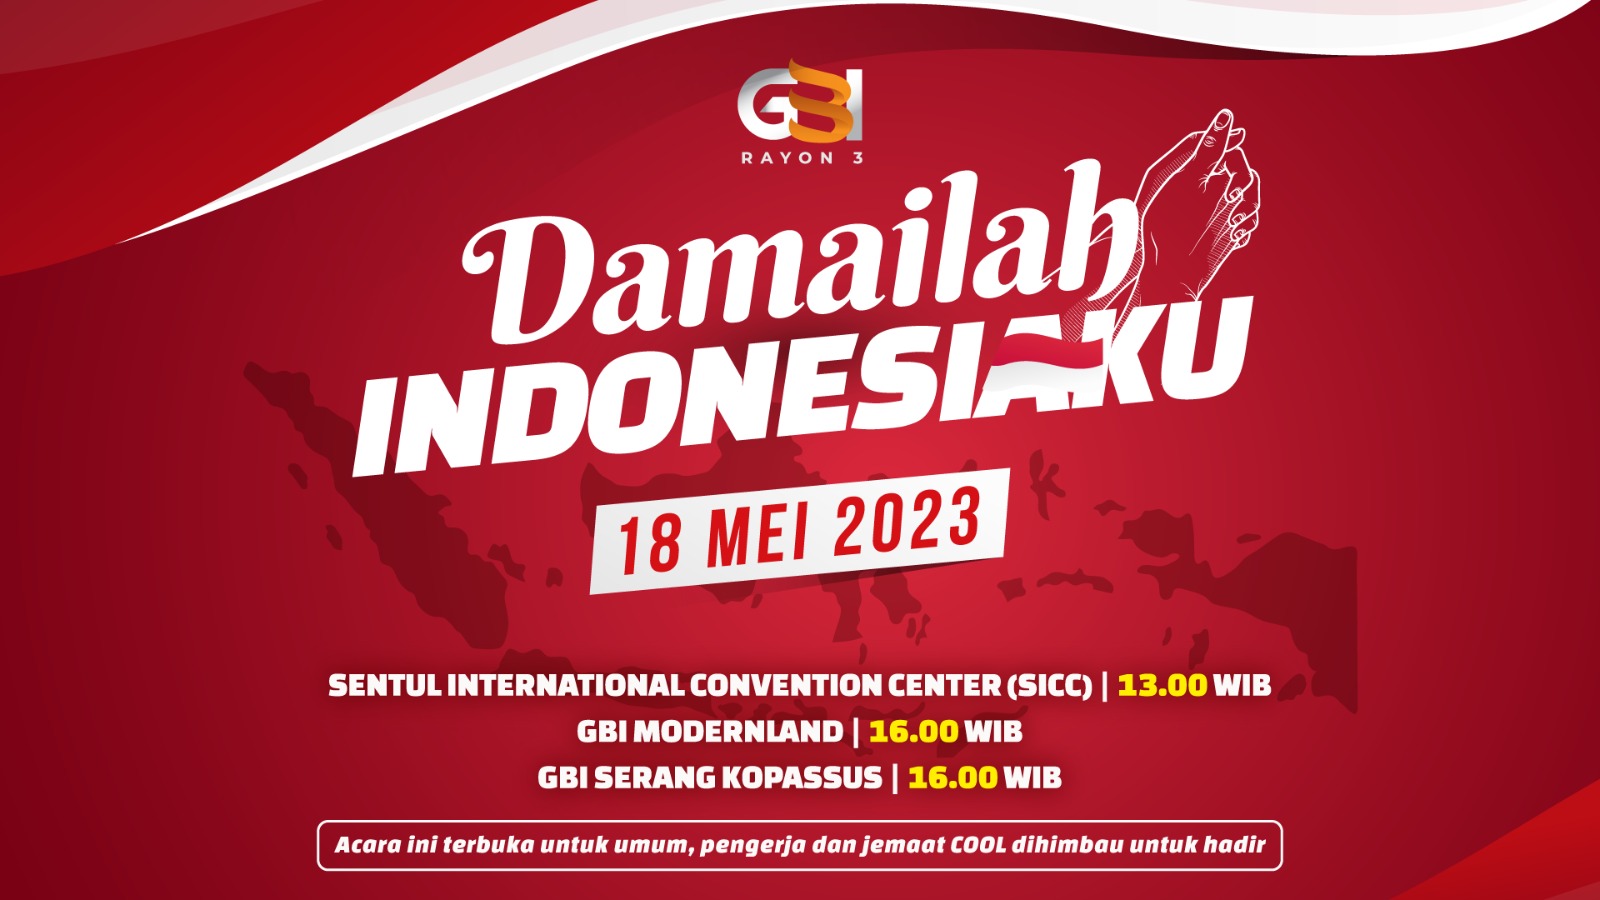 GBI
RAYON 3
Damailah
INDONESIAKU
18 MEI 2023
SENTUL INTERNATIONAL CONVENTION CENTER (SICC) | 13.00 WIB
GBI MODERNLAND | 16.00 WIB
GBI SERANG KOPASSUS | 16.00 WIB
Acara ini terbuka untuk umum, pengerja dan jemaat COOL dihimbau untuk hadir